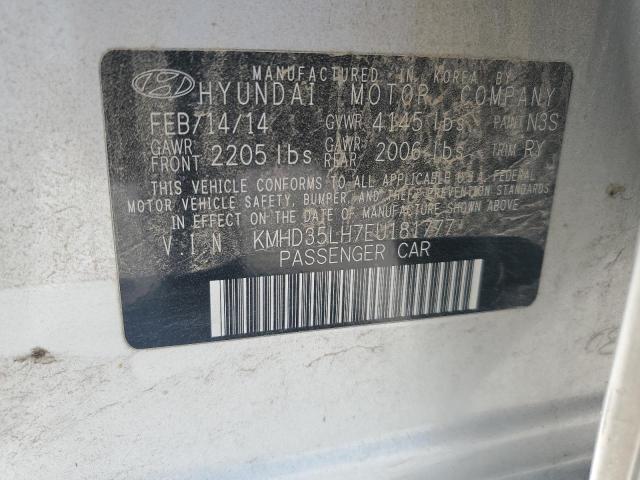 MANUFACTURED IN KOREA BY
HYUNDAI MOTOR COMPANY
FEB/14/14 GVWR 4145 lbs PAINT N3S
GAWR FRONT 2205 lbs GAWR REAR 2006 lbs TRIM RY
THIS VEHICLE CONFORMS TO ALL APPLICABLE U.S.A FEDERAL
MOTOR VEHICLE SAFETY, BUMPER, AND THEFT PREVENTION STANDARDS
IN EFFECT ON THE DATE OF MANUFACTURE SHOWN ABOVE.
V.I.N KMHD35LH7EU181777
PASSENGER CAR